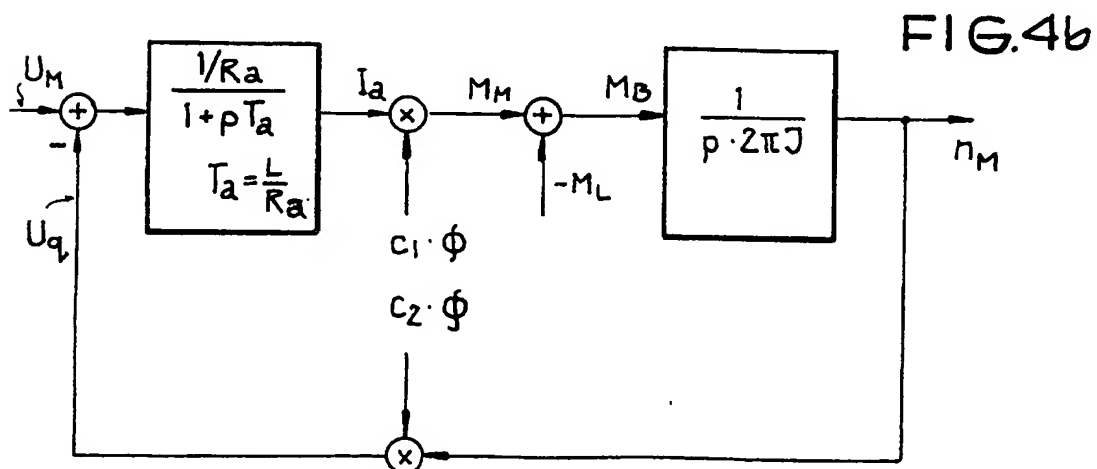 FIG.4b
U_M
+
-
U_q
1/Ra
1+pTa
Ta = L/Ra
Ia
×
M_M
+
-M_L
M_B
1
p·2πJ
n_M
c1·ϕ
c2·ϕ
×